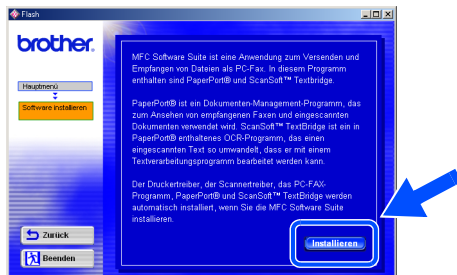 Flash
brother.
Hauptmenü
Software installieren
MFC Software Suite ist eine Anwendung zum Versenden und
Empfangen von Dateien als PC-Fax. In diesem Programm
enthalten sind PaperPort® und ScanSoft™ Textbridge.
PaperPort® ist ein Dokumenten-Management-Programm, das
zum Ansehen von empfangenen Faxen und eingescannten
Dokumenten verwendet wird. ScanSoft™ TextBridge ist ein in
PaperPort® enthaltenes OCR-Programm, das einen
eingescannten Text so umwandelt, dass er mit einem
Textverarbeitungsprogramm bearbeitet werden kann.
Der Druckertreiber, der Scannertreiber, das PC-FAX-
Programm, PaperPort® und ScanSoft™ TextBridge werden
automatisch installiert, wenn Sie die MFC Software Suite
installieren.
Zurück
Beenden
Installieren